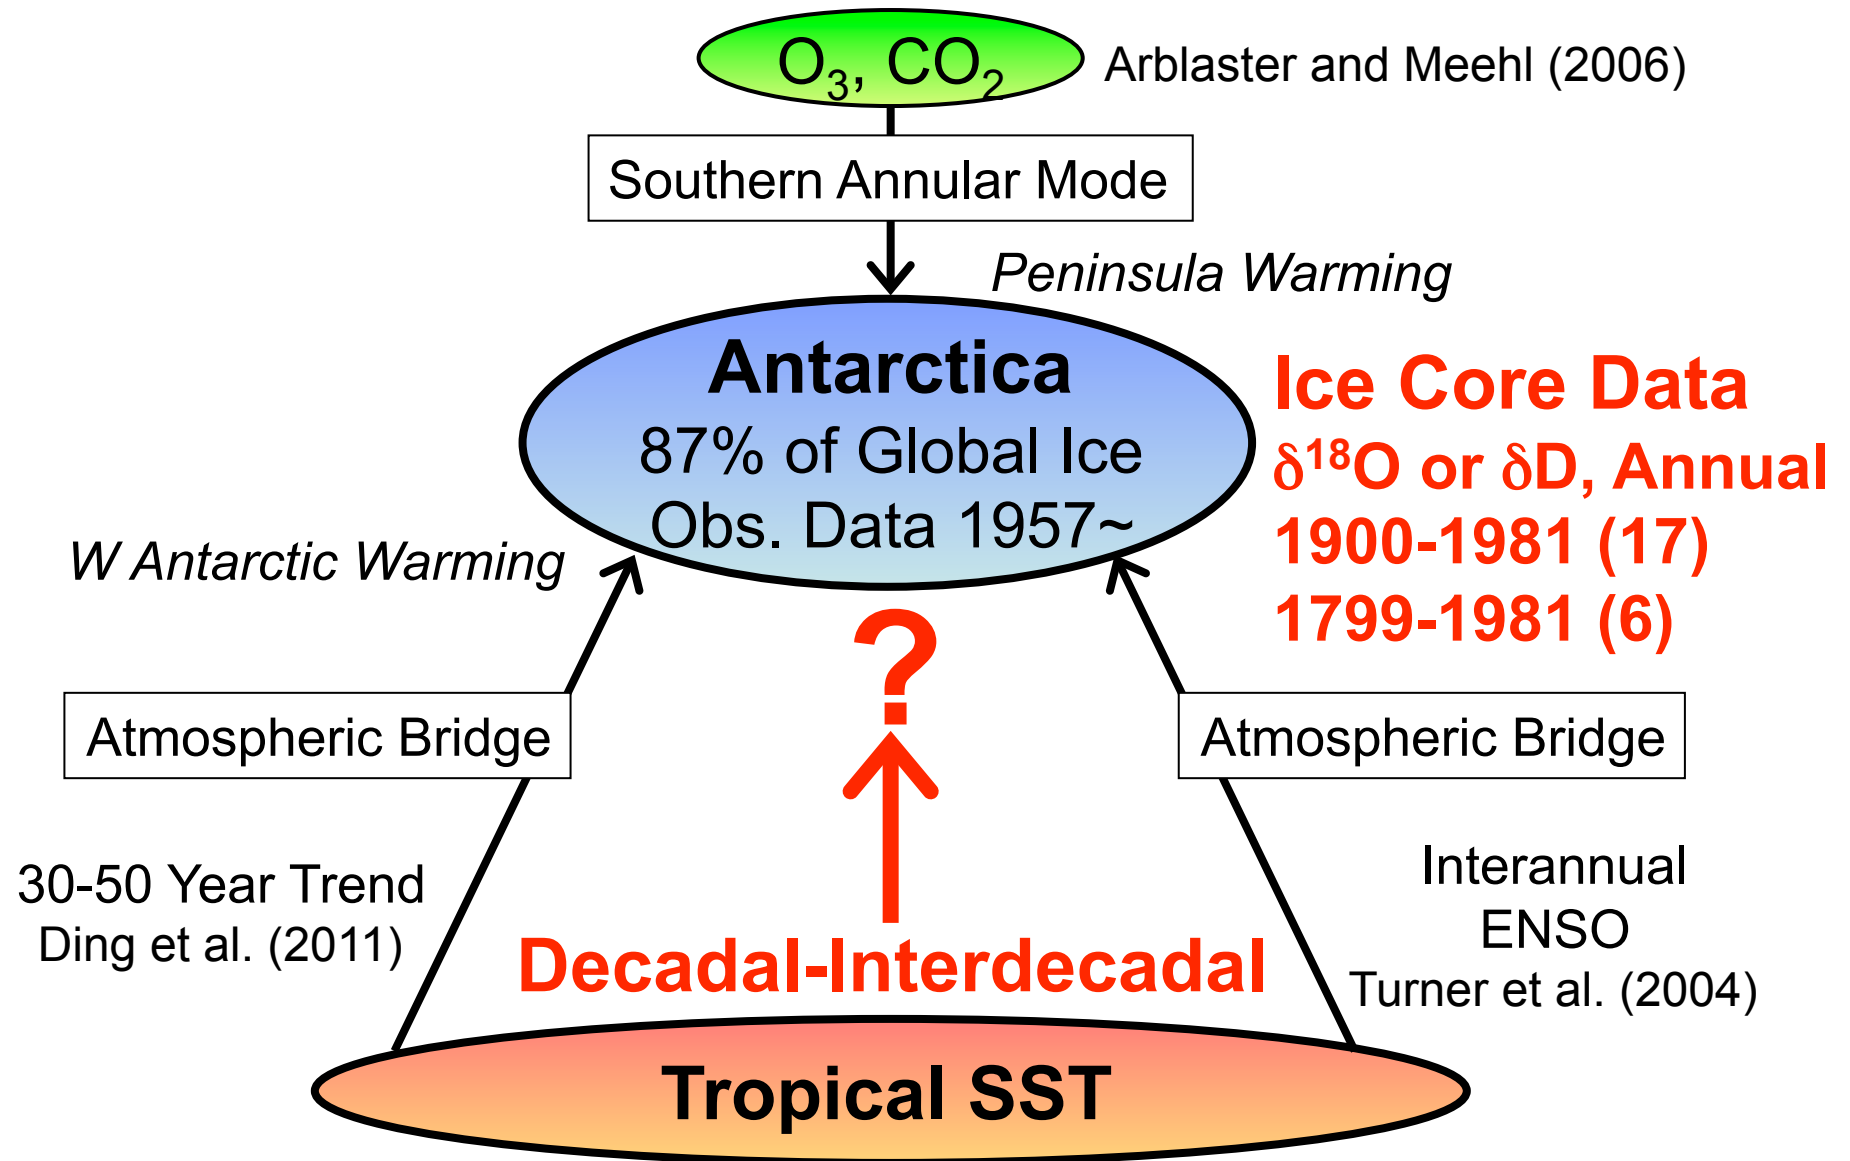 O₃, CO₂
Arblaster and Meehl (2006)
Southern Annular Mode
Peninsula Warming
Antarctica
87% of Global Ice
Obs. Data 1957~
Ice Core Data
δ¹⁸O or δD, Annual
1900-1981 (17)
1799-1981 (6)
W Antarctic Warming
?
Atmospheric Bridge
Atmospheric Bridge
30-50 Year Trend
Ding et al. (2011)
Interannual
ENSO
Turner et al. (2004)
Decadal-Interdecadal
Tropical SST